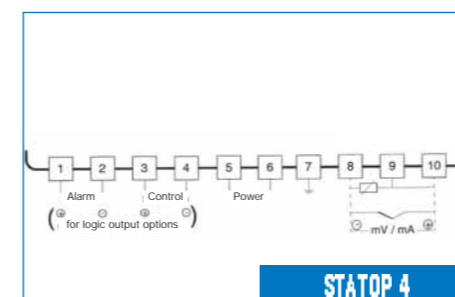 1 2 3 4 5 6 7 8 9 10
Alarm Control Power
( ⊕ ⊖ ⊕ ⊖ )
for logic output options
⊖ mV / mA ⊕
STATOP 4